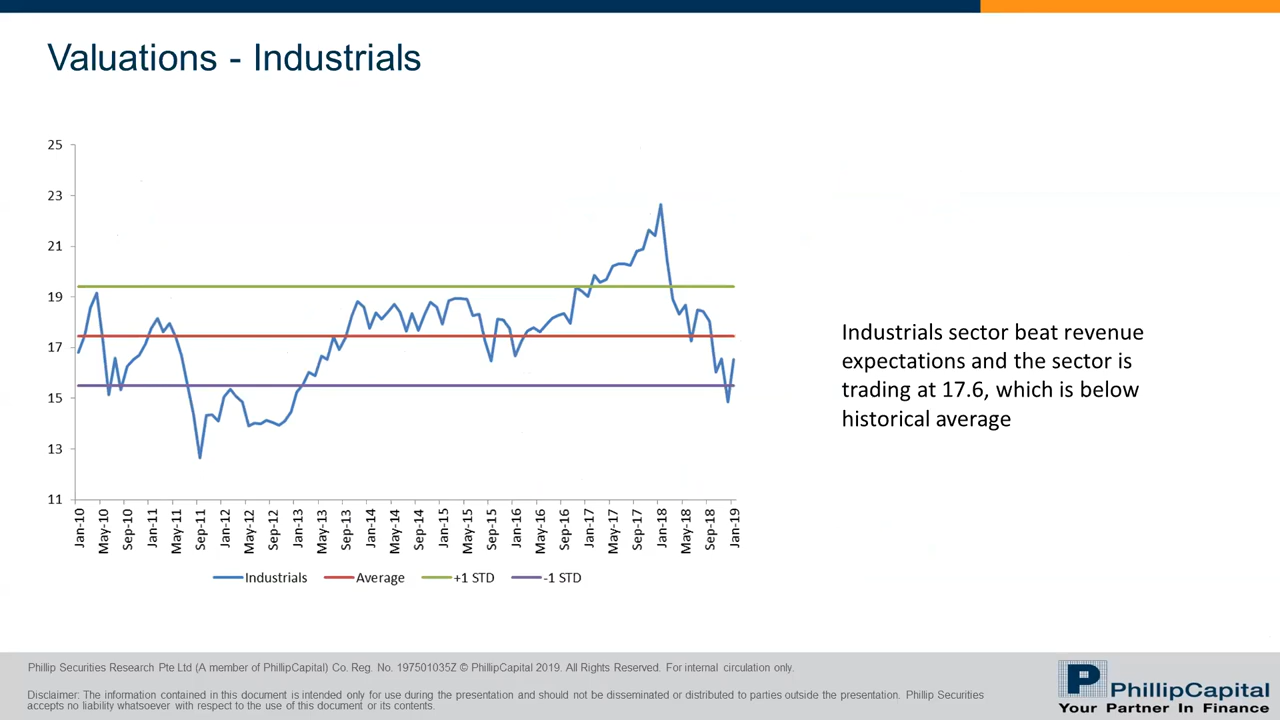 Valuations - Industrials
25
23
21
19
17
15
13
11
Jan-10
May-10
Sep-10
Jan-11
May-11
Sep-11
Jan-12
May-12
Sep-12
Jan-13
May-13
Sep-13
Jan-14
May-14
Sep-14
Jan-15
May-15
Sep-15
Jan-16
May-16
Sep-16
Jan-17
May-17
Sep-17
Jan-18
May-18
Sep-18
Jan-19
Industrials Average +1 STD -1 STD
Industrials sector beat revenue
expectations and the sector is
trading at 17.6, which is below
historical average
Phillip Securities Research Pte Ltd (A member of PhillipCapital) Co. Reg. No. 197501035Z © PhillipCapital 2019. All Rights Reserved. For internal circulation only.
Disclaimer: The information contained in this document is intended only for use during the presentation and should not be disseminated or distributed to parties outside the presentation. Phillip Securities
accepts no liability whatsoever with respect to the use of this document or its contents.
P
PhillipCapital
Your Partner In Finance